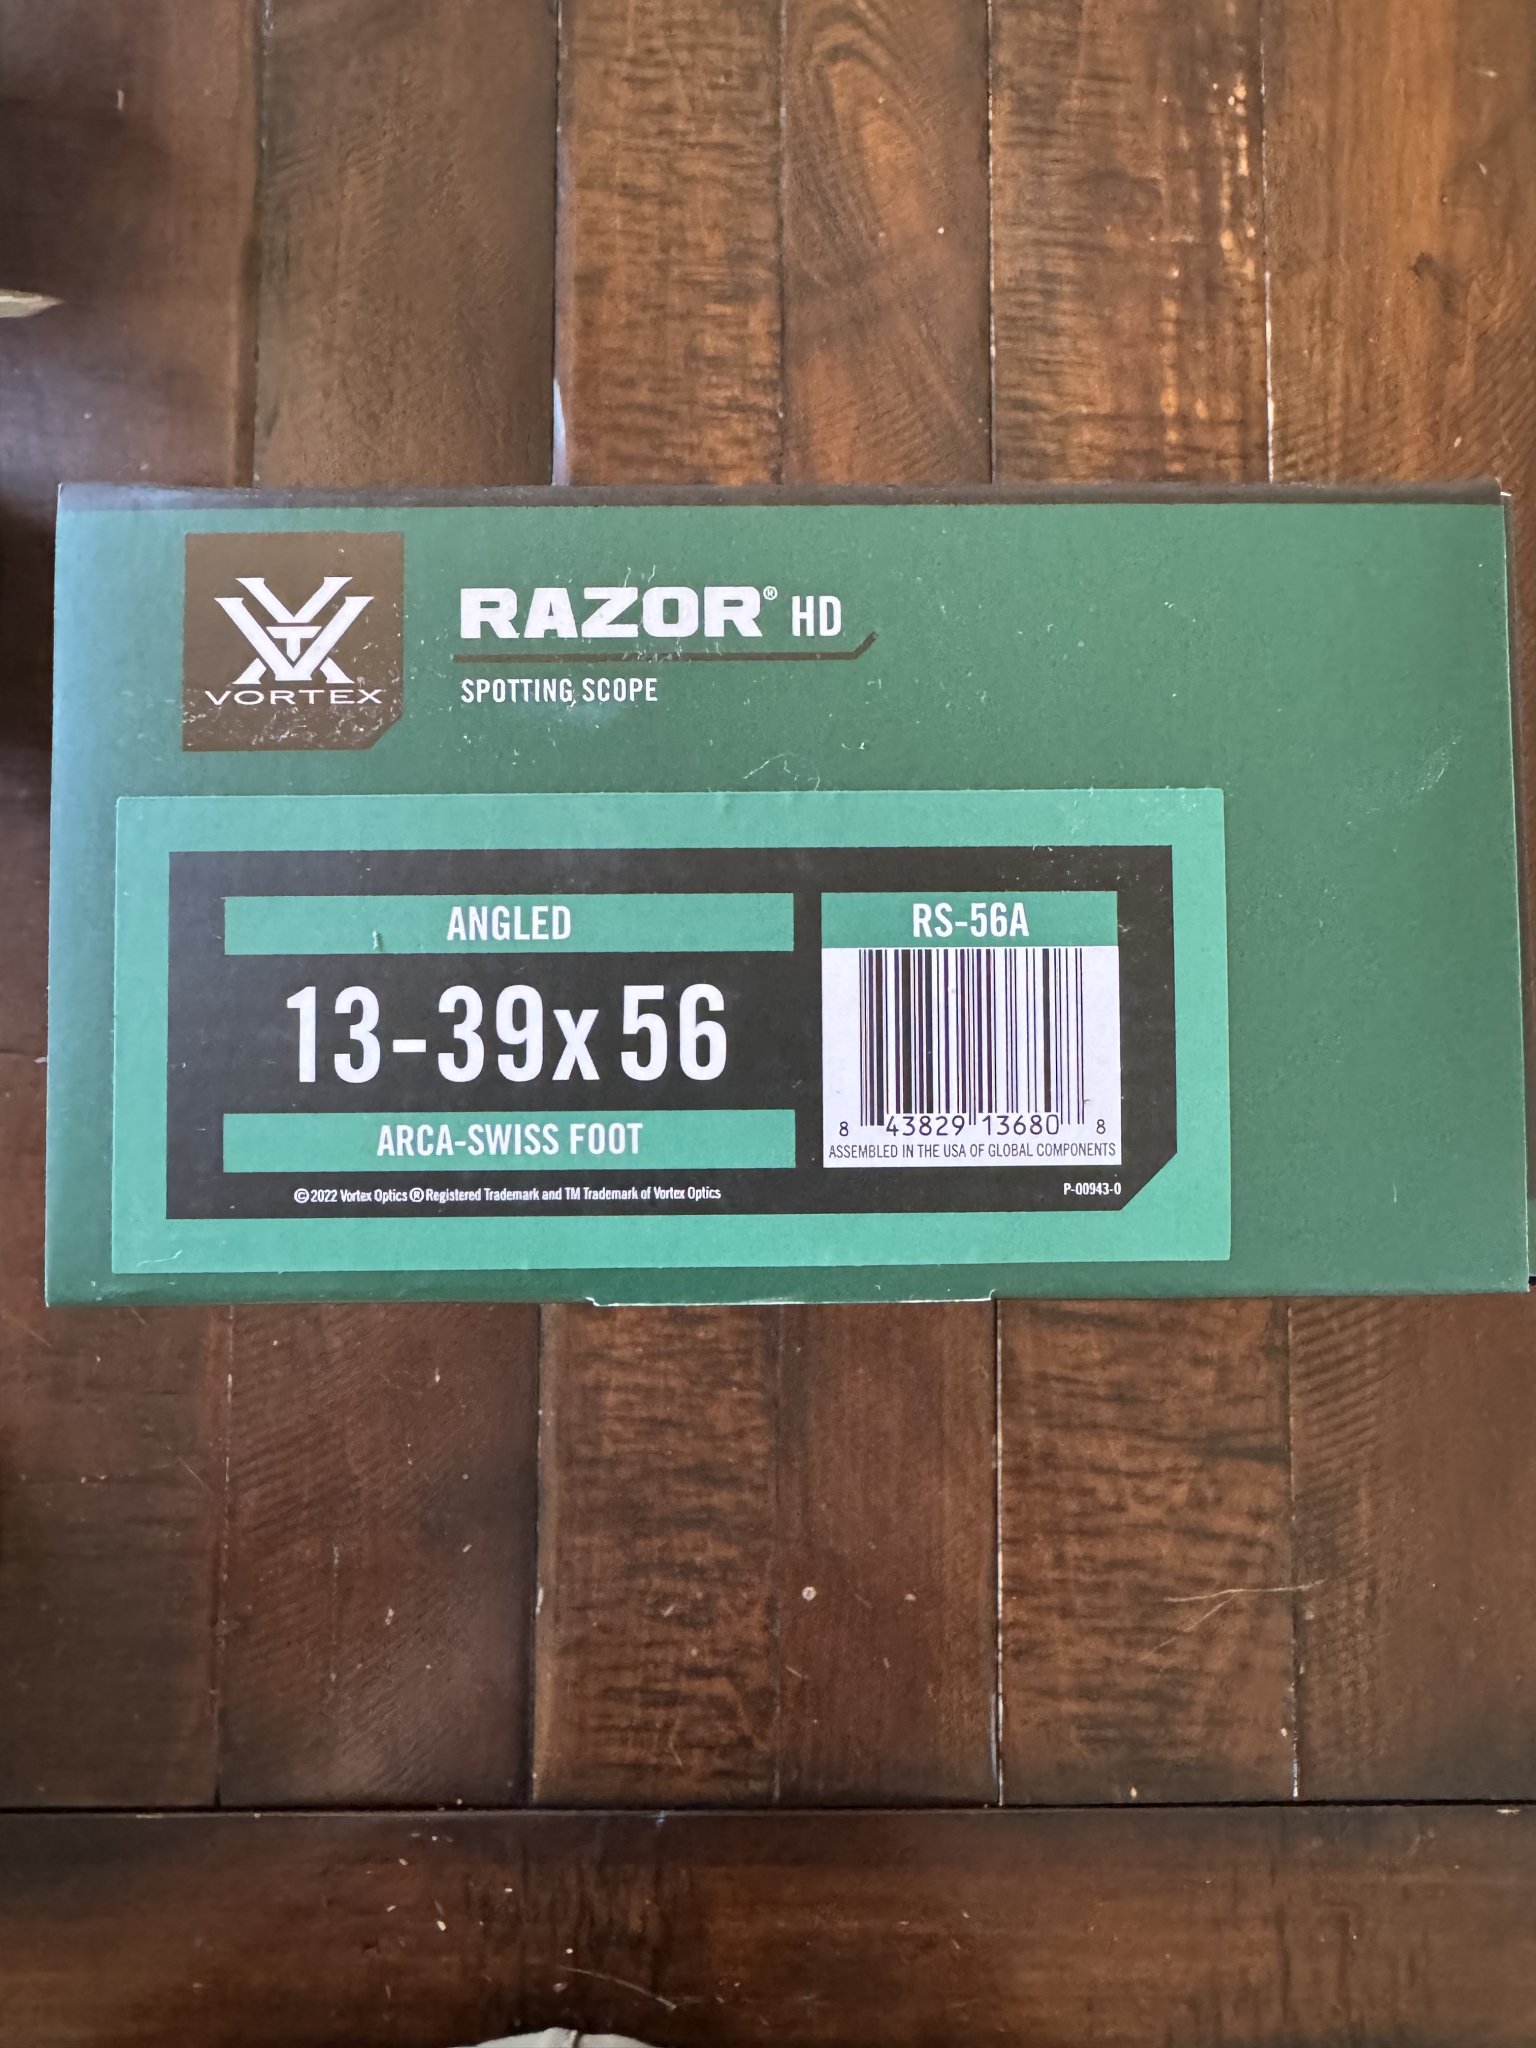 VORTEX
RAZOR® HD
SPOTTING SCOPE
ANGLED
13-39x56
ARCA-SWISS FOOT
©2022 Vortex Optics ® Registered Trademark and TM Trademark of Vortex Optics
RS-56A
8 43829 13680 8
ASSEMBLED IN THE USA OF GLOBAL COMPONENTS
P-00943-0